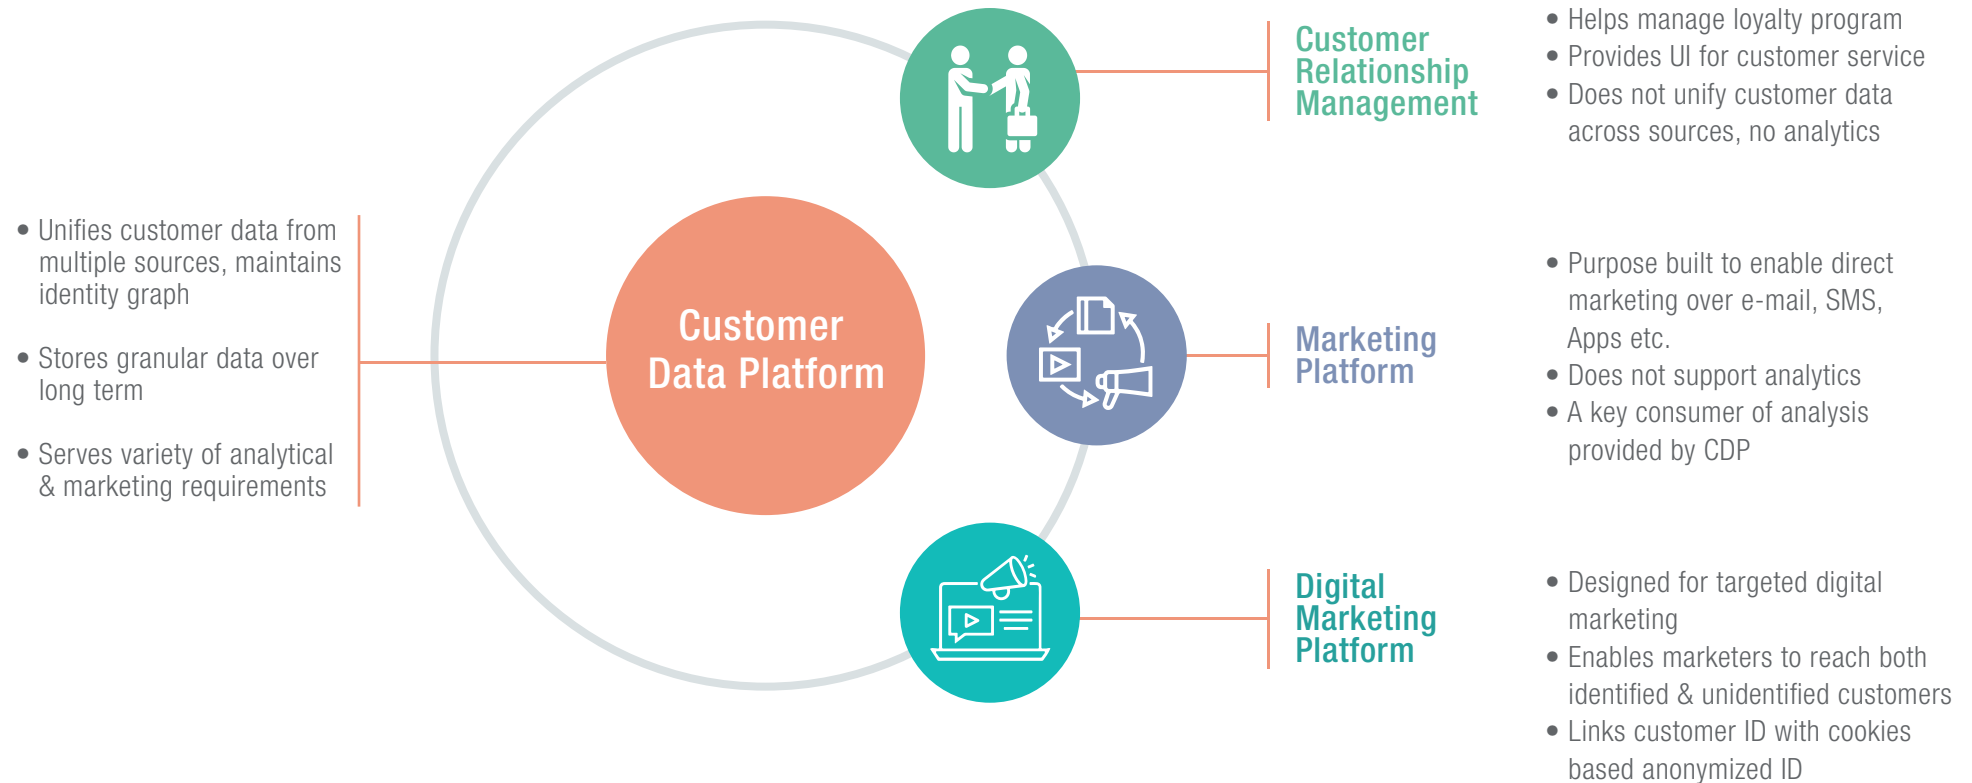 • Unifies customer data from
multiple sources, maintains
identity graph
• Stores granular data over
long term
• Serves variety of analytical
& marketing requirements
Customer
Data Platform
Customer
Relationship
Management
• Helps manage loyalty program
• Provides UI for customer service
• Does not unify customer data
across sources, no analytics
Marketing
Platform
• Purpose built to enable direct
marketing over e-mail, SMS,
Apps etc.
• Does not support analytics
• A key consumer of analysis
provided by CDP
Digital
Marketing
Platform
• Designed for targeted digital
marketing
• Enables marketers to reach both
identified & unidentified customers
• Links customer ID with cookies
based anonymized ID